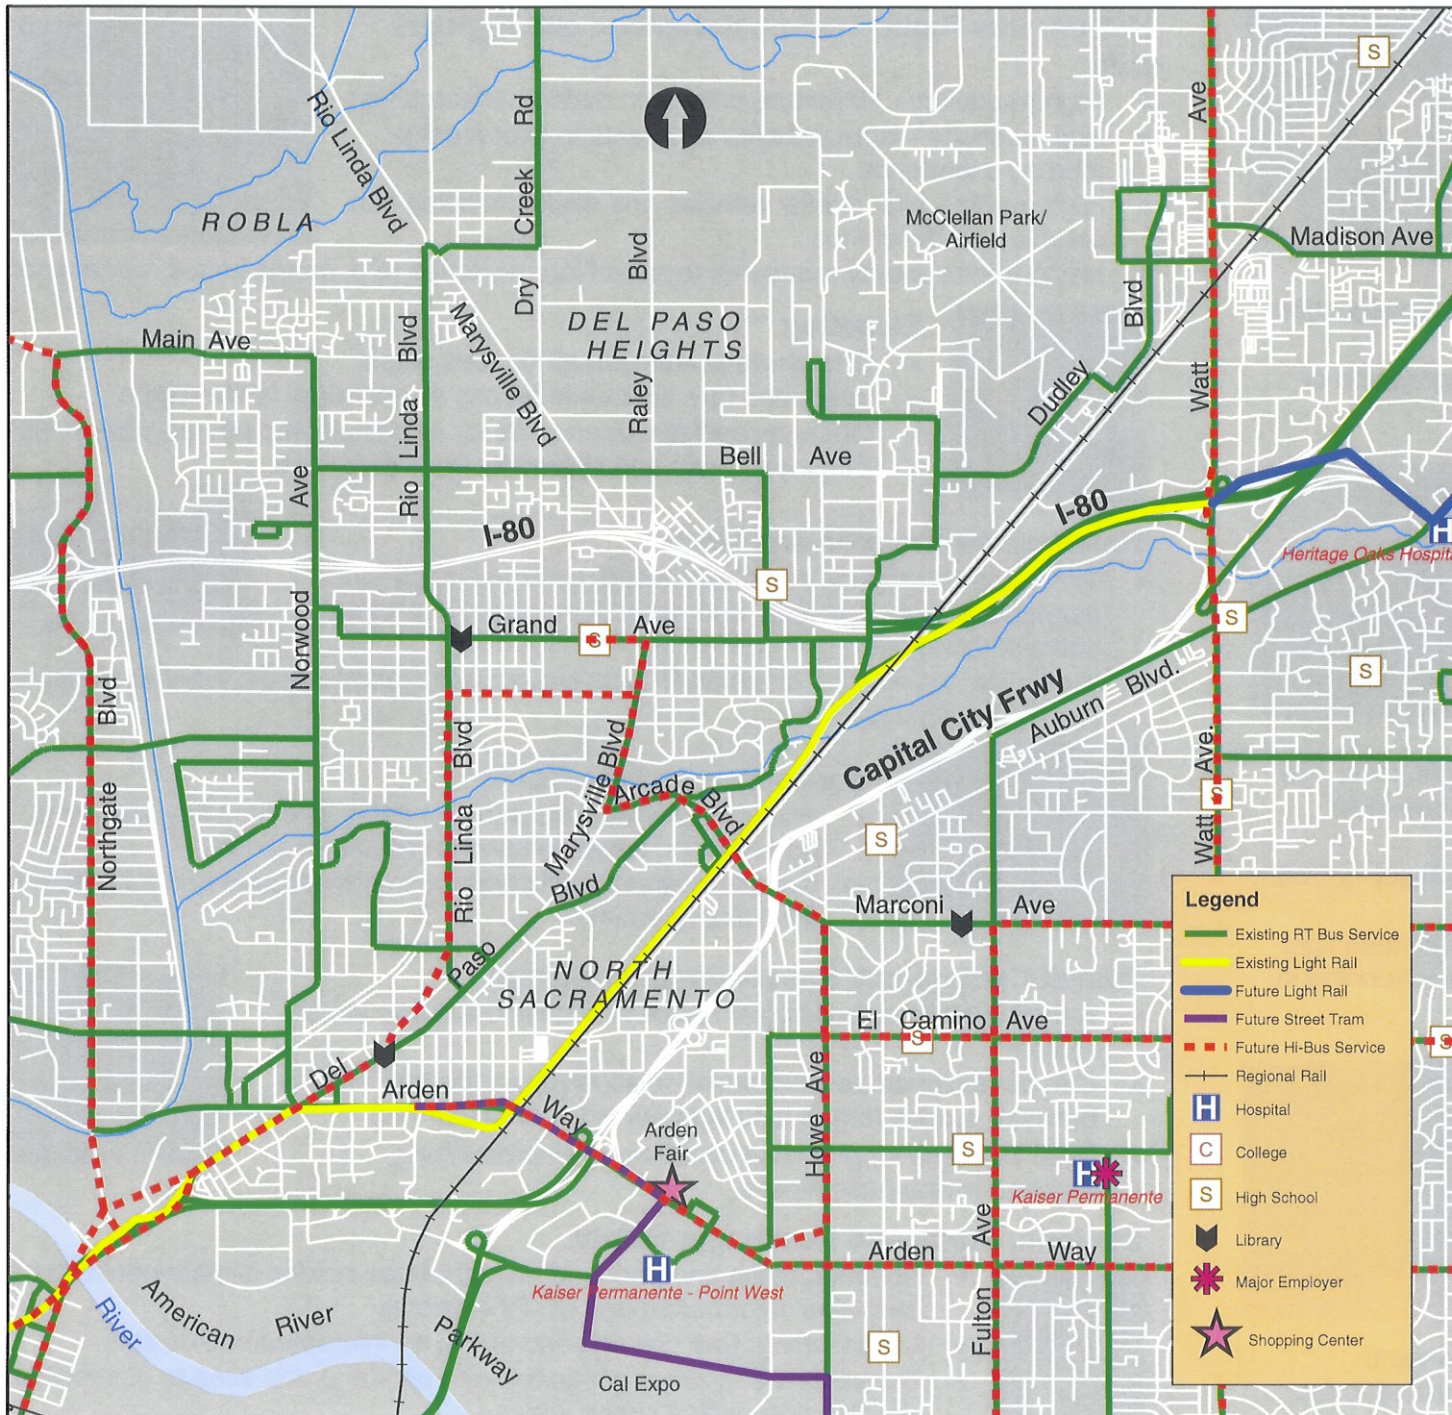 Rio Linda Blvd
Creek Rd
Dry
Ave
ROBLA
McClellan Park/
Airfield
Madison Ave
Blvd
Blvd
Main Ave
Blvd
Marysville Blvd
DEL PASO
HEIGHTS
Raley
Dudley
Watt
Rio Linda
Bell Ave
Ave
I-80
I-80
H
Heritage Oaks Hospita
S
S
S
Norwood
Grand Ave
C
S
Blvd
Blvd
Marysville Blvd
Capital City Frwy
Auburn Blvd.
Watt Ave.
S
Northgate
Rio Linda
Marysville Blvd
Arcade Blvd
S
Blvd
Marconi Ave
Paso
NORTH
SACRAMENTO
El Camino Ave
S
S
Del
Arden Way
Arden
Fair
Howe Ave
S
H
Kaiser Permanente
Fulton Ave
Arden Way
H
Kaiser Permanente - Point West
American River
River
Parkway
S
Cal Expo
Legend
Existing RT Bus Service
Existing Light Rail
Future Light Rail
Future Street Tram
Future Hi-Bus Service
Regional Rail
H Hospital
C College
S High School
Library
Major Employer
Shopping Center